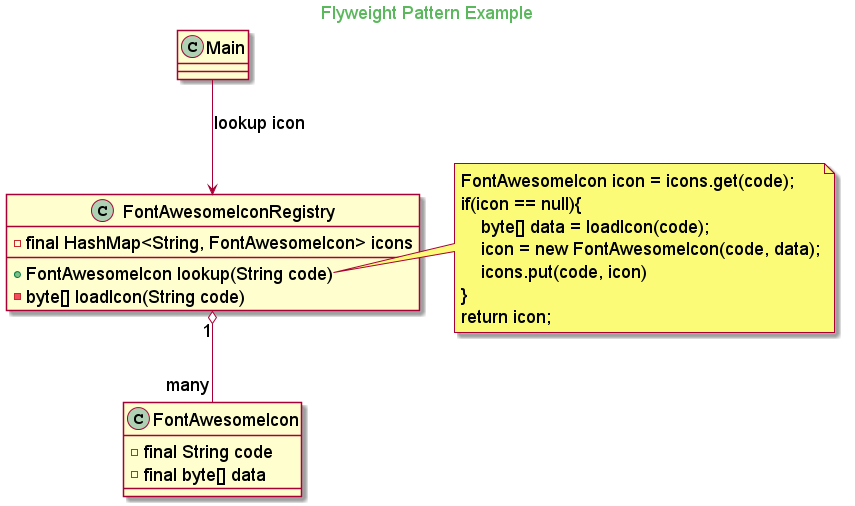 Flyweight Pattern Example
C Main
lookup icon
C FontAwesomeIconRegistry
final HashMap<String, FontAwesomeIcon> icons
FontAwesomeIcon lookup(String code)
byte[] loadIcon(String code)
FontAwesomeIcon icon = icons.get(code);
if(icon == null){
    byte[] data = loadIcon(code);
    icon = new FontAwesomeIcon(code, data);
    icons.put(code, icon)
}
return icon;
1
many
C FontAwesomeIcon
final String code
final byte[] data